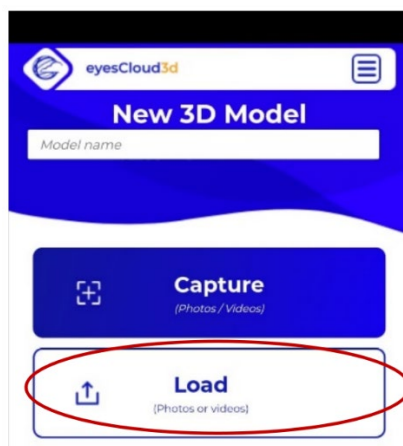 eyesCloud3d
New 3D Model
Model name
Capture
(Photos / Videos)
Load
(Photos or videos)